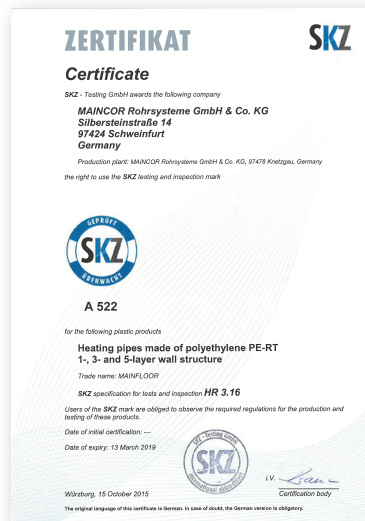 ZERTIFIKAT
SKZ
Certificate
SKZ - Testing GmbH awards the following company
MAINCOR Rohrsysteme GmbH & Co. KG
Silbersteinstraße 14
97424 Schweinfurt
Germany
Production plant: MAINCOR Rohrsysteme GmbH & Co. KG, 97478 Knetzgau, Germany
the right to use the SKZ testing and inspection mark
GEPRÜFT
SKZ
ÜBERWACHT
A 522
for the following plastic products
Heating pipes made of polyethylene PE-RT
1-, 3- and 5-layer wall structure
Trade name: MAINFLOOR
SKZ specification for tests and inspection HR 3.16
Users of the SKZ mark are obliged to observe the required regulations for the production and
testing of these products.
Date of initial certification: ---
Date of expiry: 13 March 2019
SKZ - Testing GmbH
SKZ
international akkreditiert
i.V.
Würzburg, 15 October 2015
Certification body
The original language of this certificate is German. In case of doubt, the German version is obligatory.